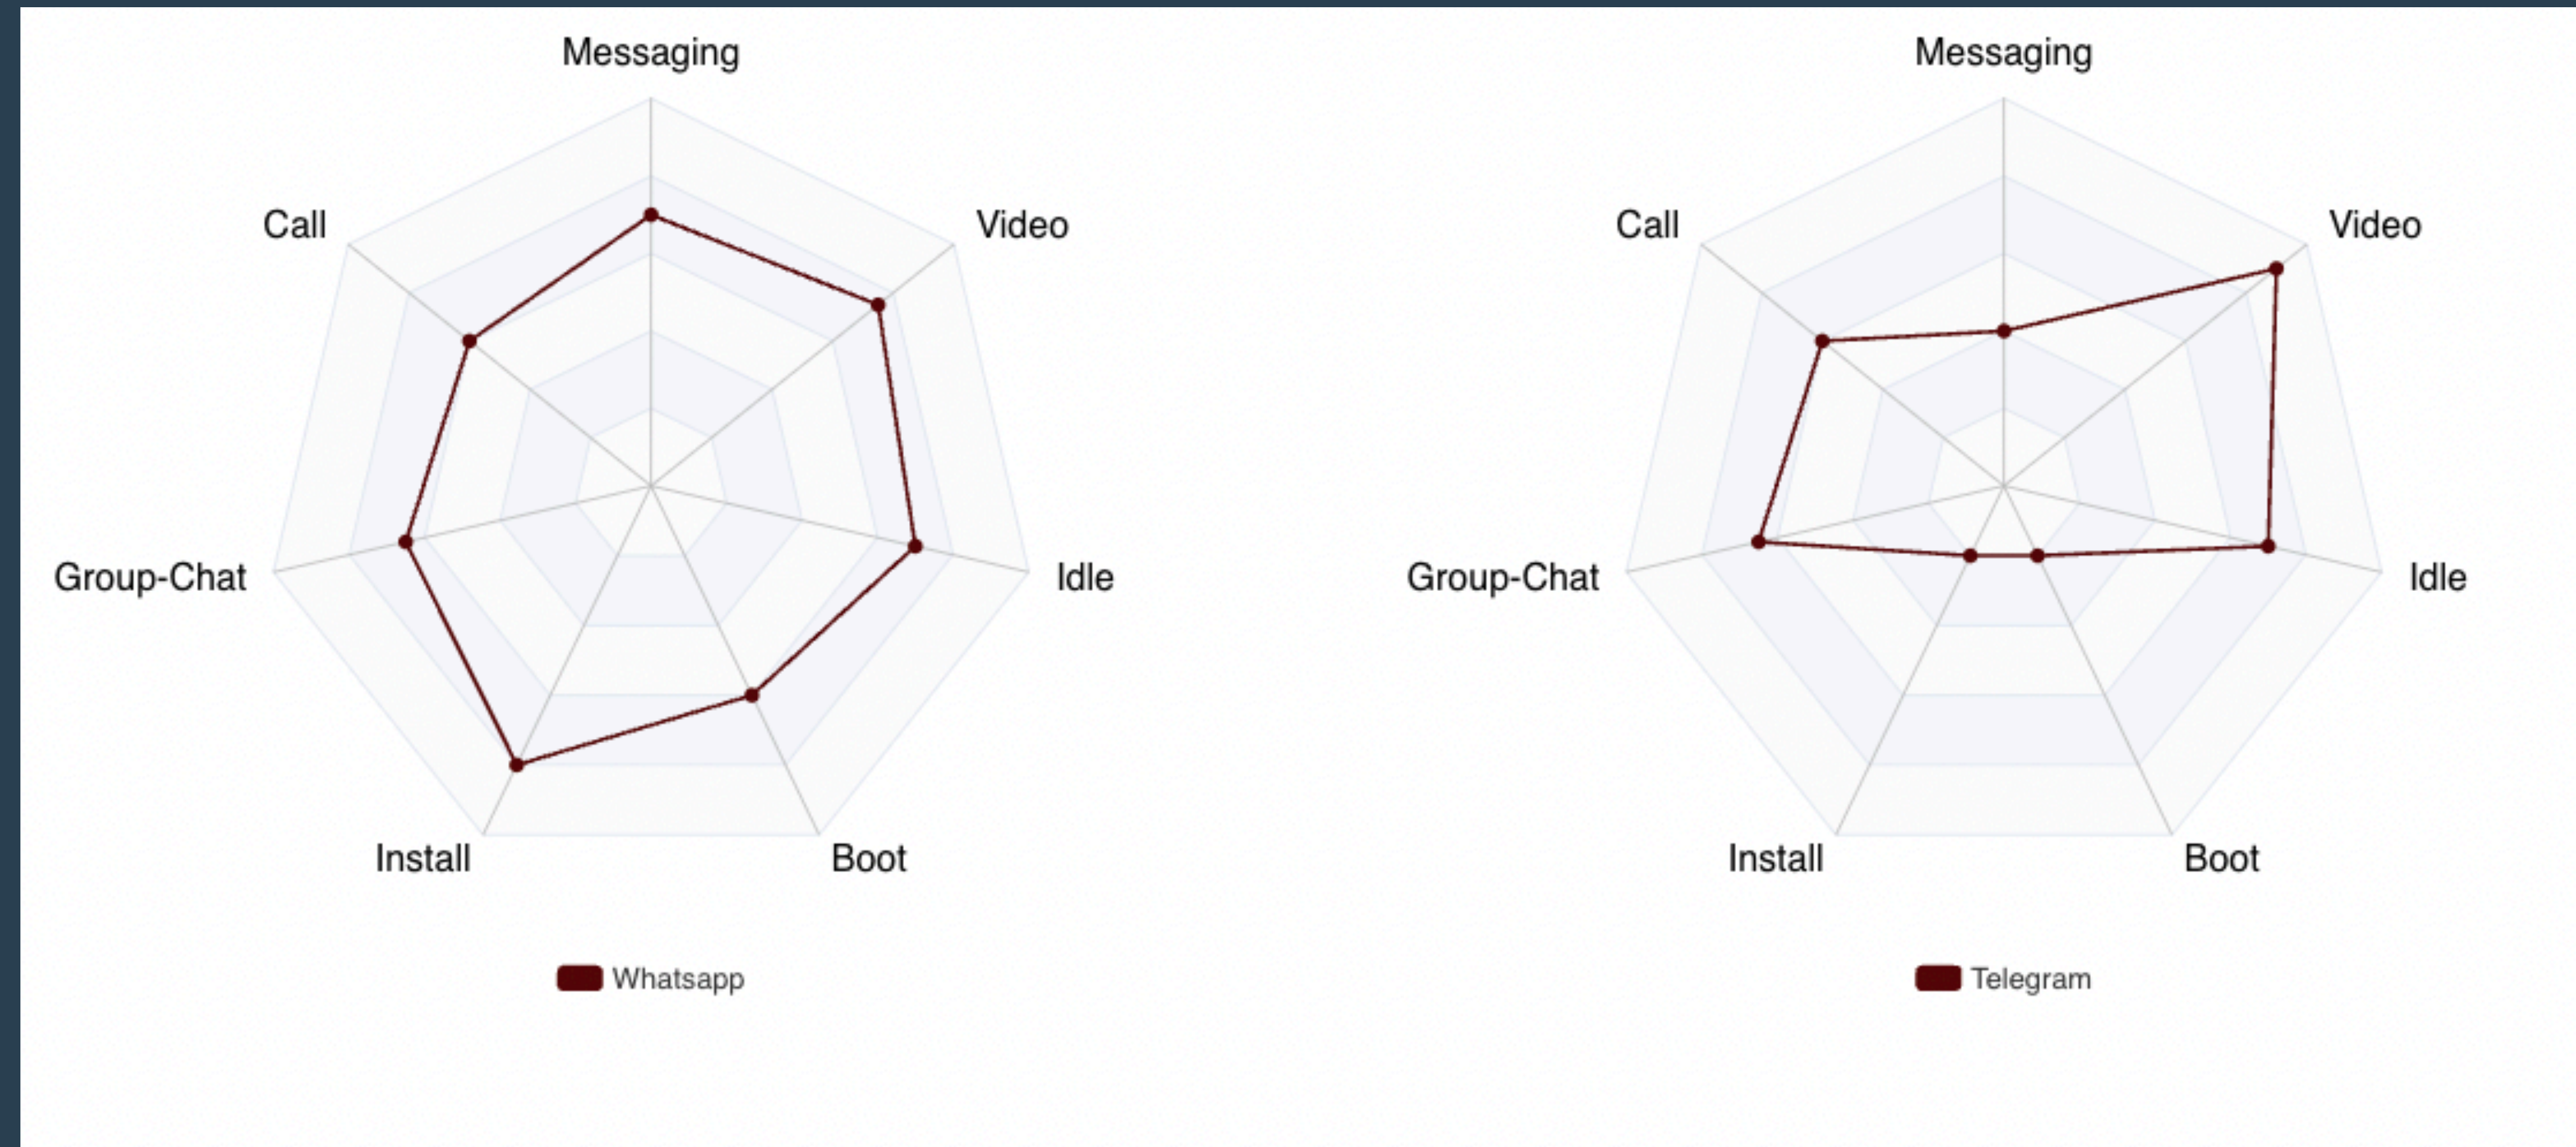 Messaging
Call
Video
Group-Chat
Idle
Install
Boot
Whatsapp
Messaging
Call
Video
Group-Chat
Idle
Install
Boot
Telegram